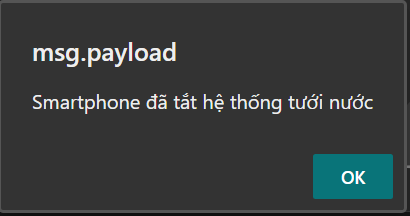 msg.payload
Smartphone đã tắt hệ thống tưới nước
OK